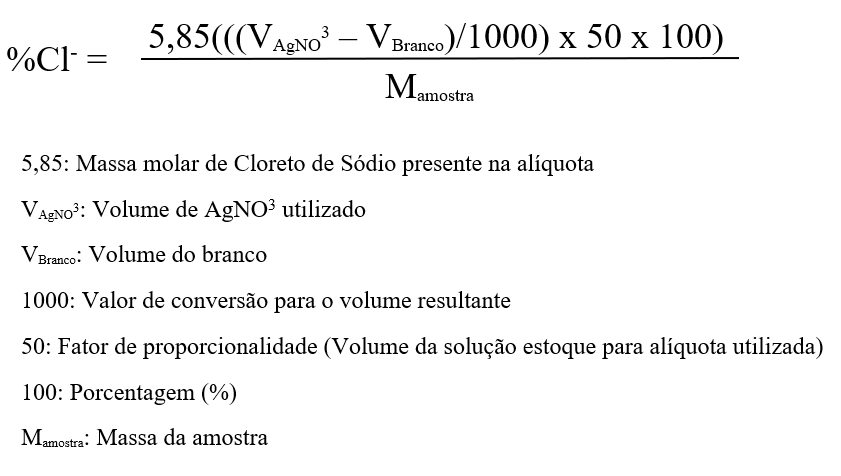 %Cl⁻ = 5,85(((V_AgNO³ – V_Branco)/1000) x 50 x 100)
M_amostra
5,85: Massa molar de Cloreto de Sódio presente na alíquota
V_AgNO³: Volume de AgNO³ utilizado
V_Branco: Volume do branco
1000: Valor de conversão para o volume resultante
50: Fator de proporcionalidade (Volume da solução estoque para alíquota utilizada)
100: Porcentagem (%)
M_amostra: Massa da amostra